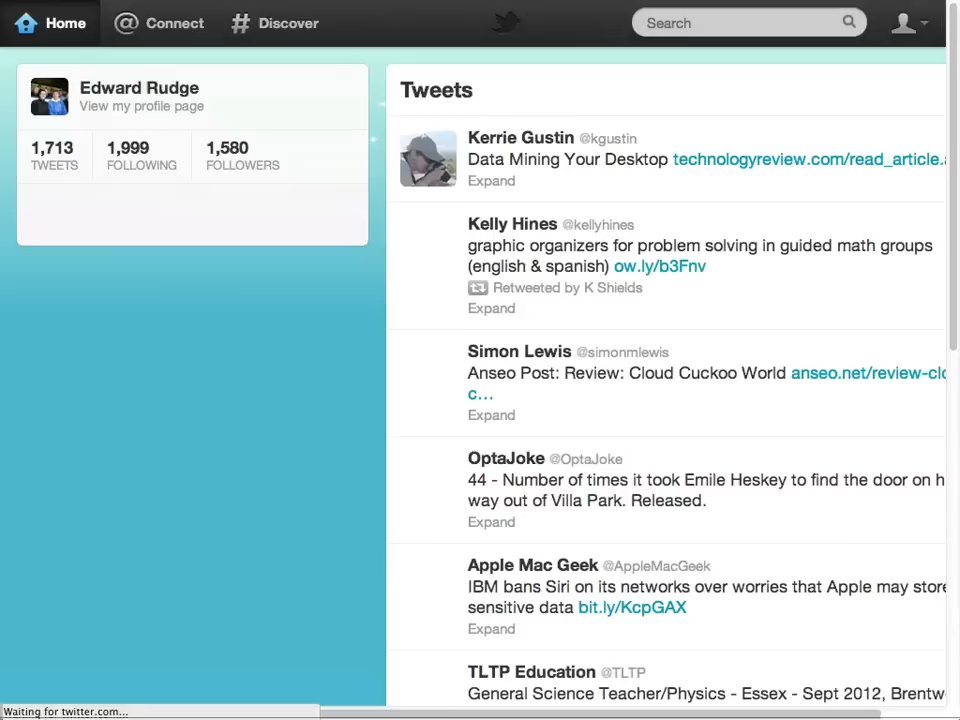 Home @ Connect # Discover Search
Edward Rudge
View my profile page
1,713 1,999 1,580
TWEETS FOLLOWING FOLLOWERS
Tweets
Kerrie Gustin @kgustin
Data Mining Your Desktop technologyreview.com/read_article.
Expand
Kelly Hines @kellyhines
graphic organizers for problem solving in guided math groups
(english & spanish) ow.ly/b3Fnv
Retweeted by K Shields
Expand
Simon Lewis @simonmlewis
Anseo Post: Review: Cloud Cuckoo World anseo.net/review-clo
c…
Expand
OptaJoke @OptaJoke
44 - Number of times it took Emile Heskey to find the door on h
way out of Villa Park. Released.
Expand
Apple Mac Geek @AppleMacGeek
IBM bans Siri on its networks over worries that Apple may store
sensitive data bit.ly/KcpGAX
Expand
TLTP Education @TLTP
General Science Teacher/Physics - Essex - Sept 2012, Brentw
Waiting for twitter.com...